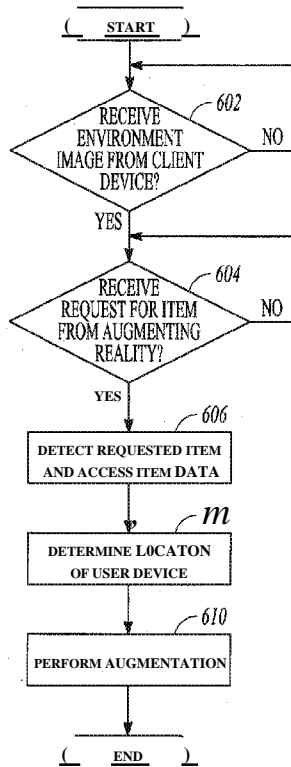 ( START )
602
RECEIVE
ENVIRONMENT
IMAGE FROM CLIENT
DEVICE?
NO
YES
604
RECEIVE
REQUEST FOR ITEM
FROM AUGMENTING
REALITY?
NO
YES
606
DETECT REQUESTED ITEM
AND ACCESS ITEM DATA
m
DETERMINE L0CATON
OF USER DEVICE
610
PERFORM AUGMENTATION
( END )